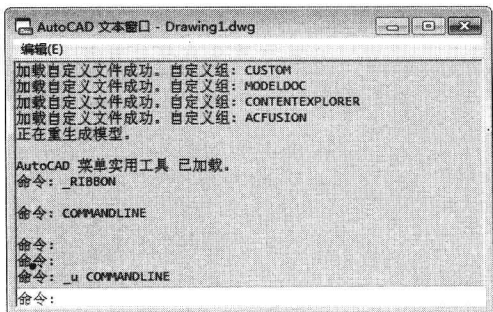 AutoCAD 文本窗口 - Drawing1.dwg
编辑(E)
加载自定义文件成功。自定义组: CUSTOM
加载自定义文件成功。自定义组: MODELDOC
加载自定义文件成功。自定义组: CONTENTEXPLORER
加载自定义文件成功。自定义组: ACFUSION
正在重生成模型。
AutoCAD 菜单实用工具 已加载。
命令: _RIBBON
命令: COMMANDLINE
命令:
命令:
命令: _u COMMANDLINE
命令: